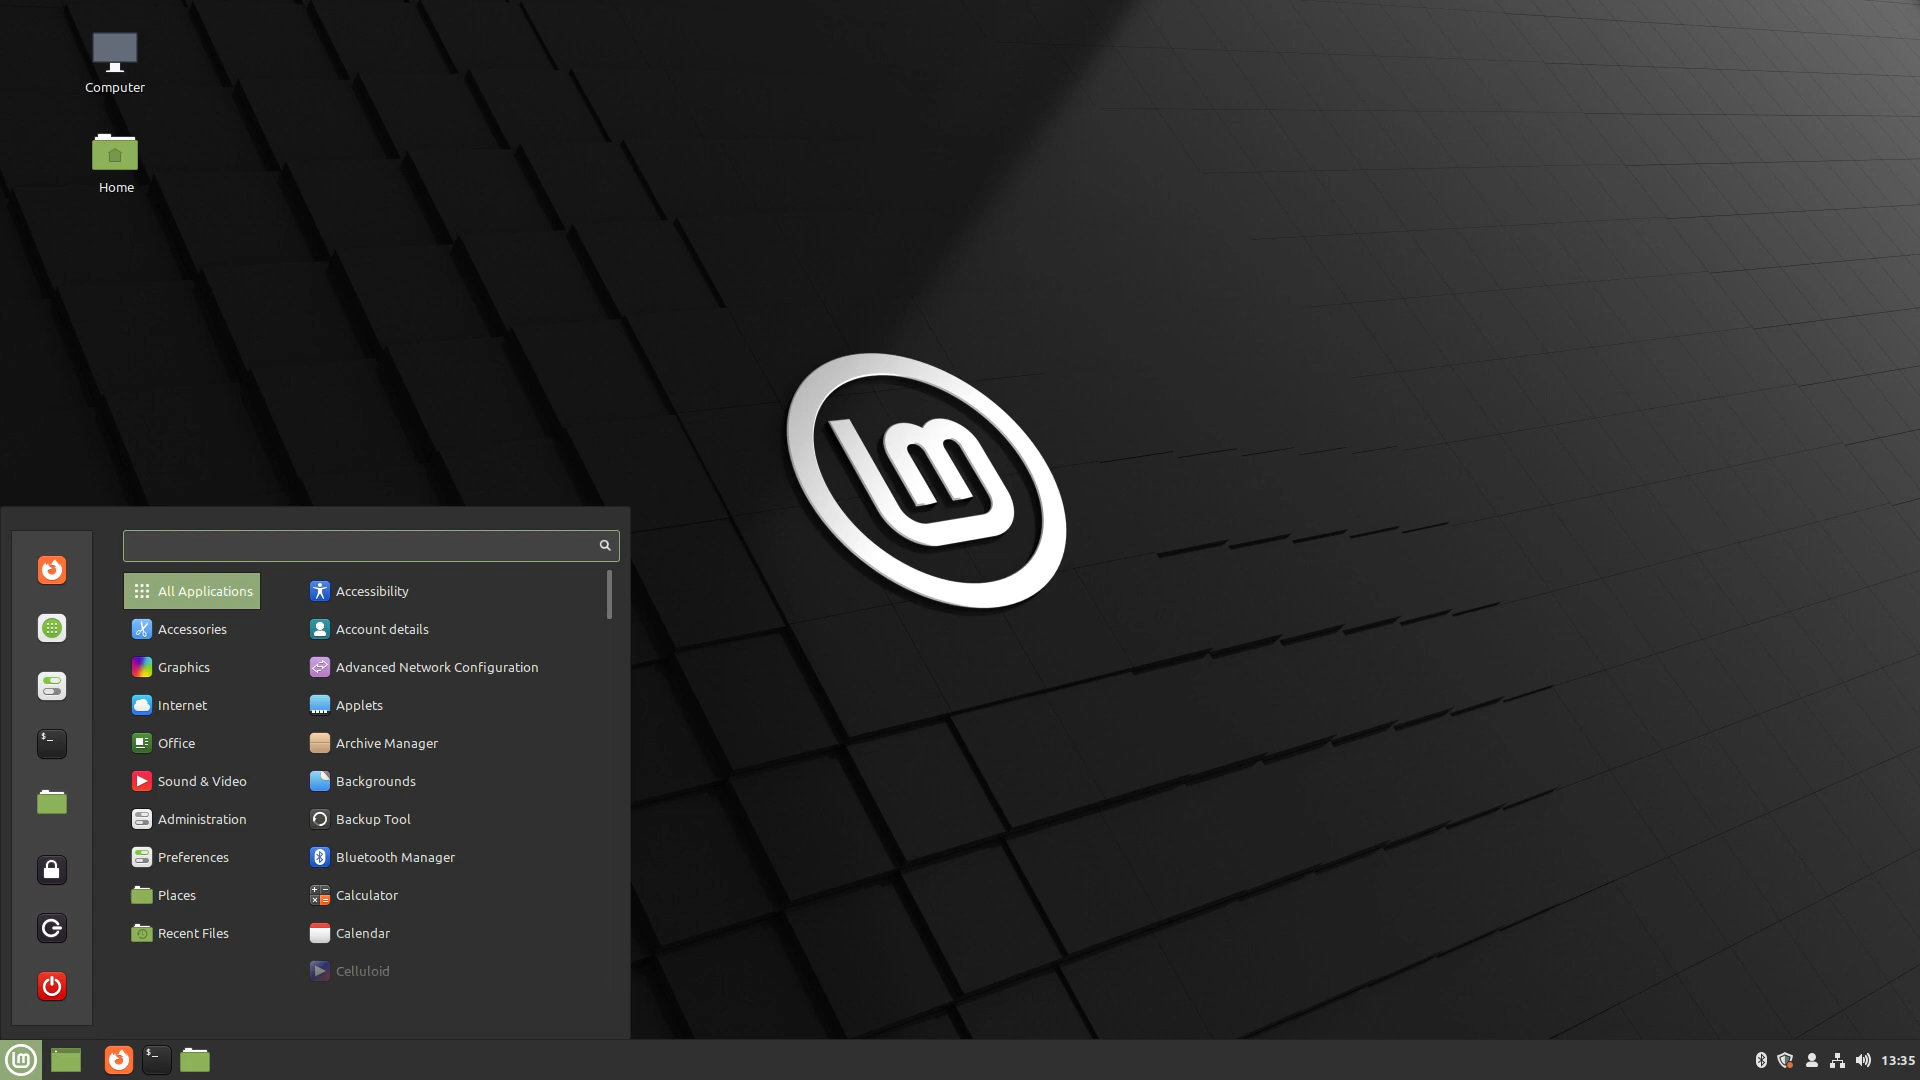 Computer
Home
All Applications
Accessories
Graphics
Internet
Office
Sound & Video
Administration
Preferences
Places
Recent Files
Accessibility
Account details
Advanced Network Configuration
Applets
Archive Manager
Backgrounds
Backup Tool
Bluetooth Manager
Calculator
Calendar
Celluloid
13:35